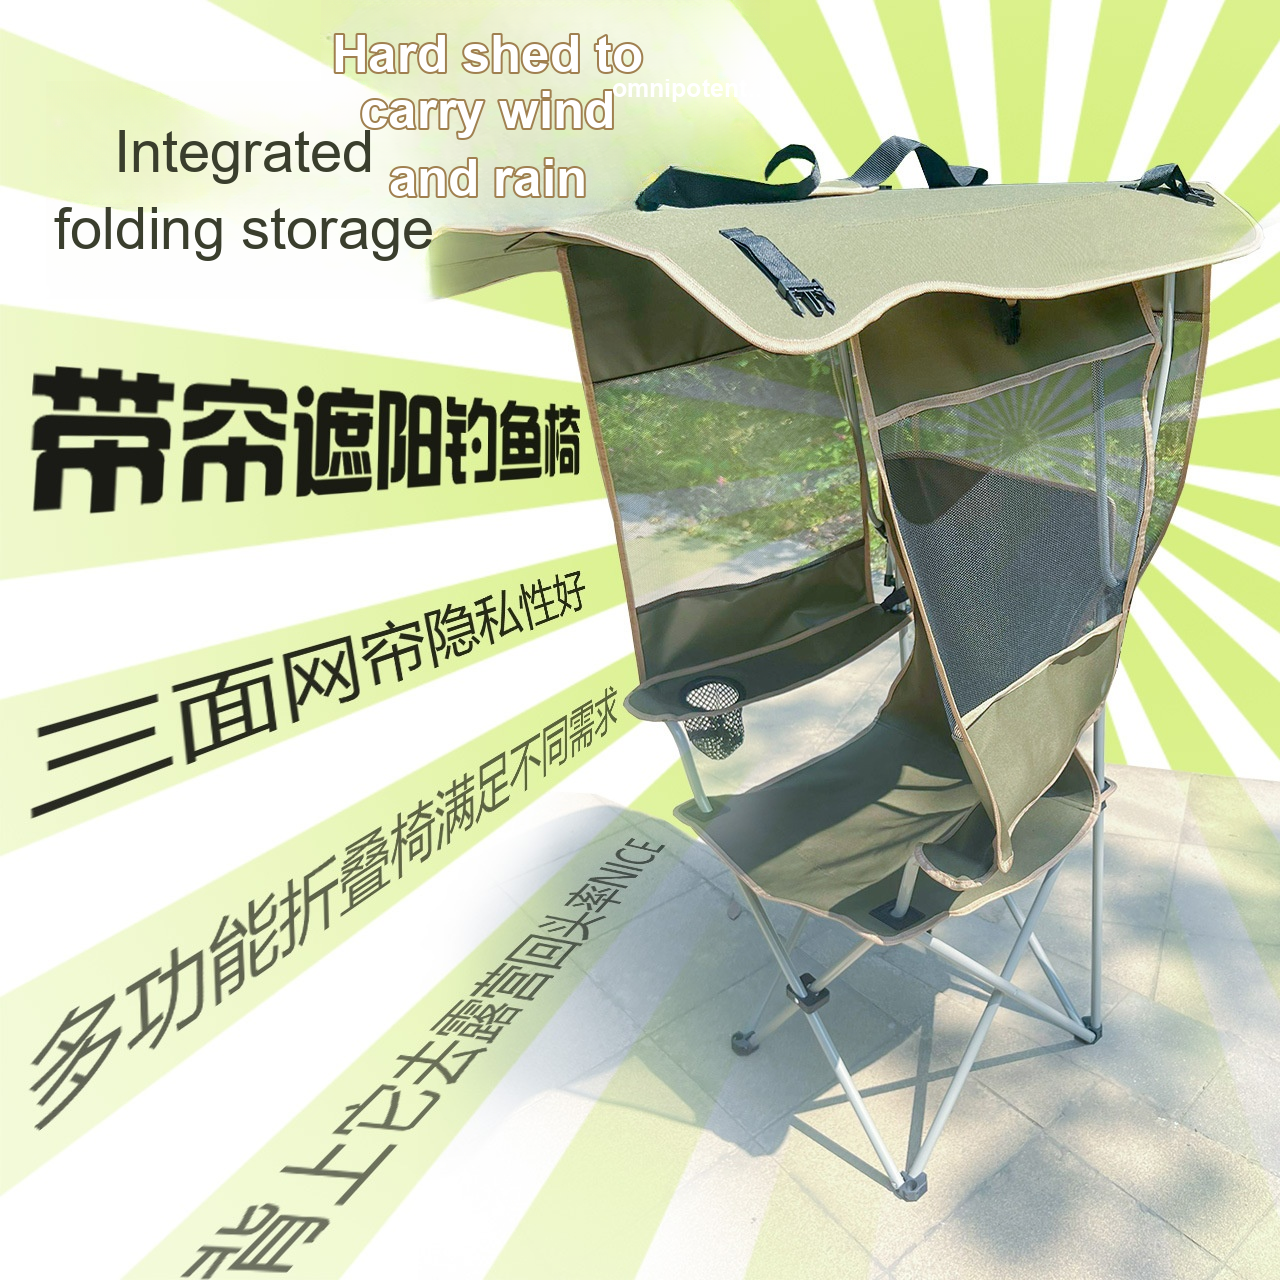 Hard shed to
carry wind
and rain
omnipotent
Integrated
folding storage
带帘遮阳钓鱼椅
三面网帘隐私性好
多功能折叠椅满足不同需求
背上它去露营回头率NICE